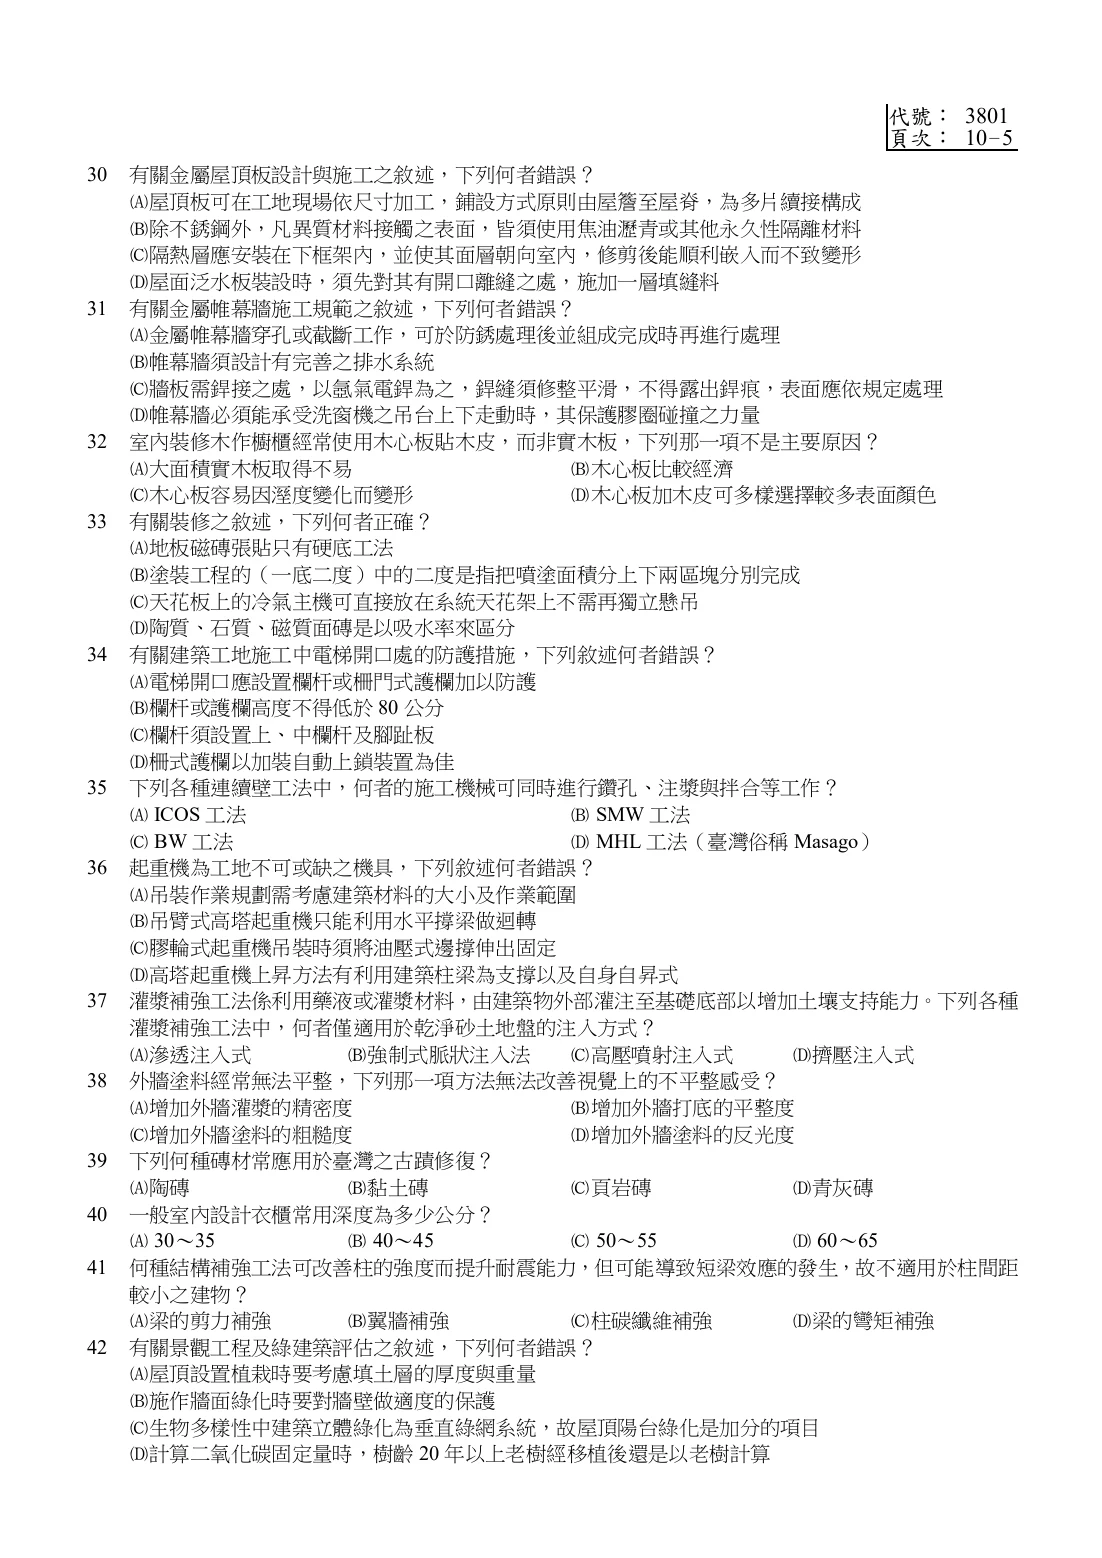 代號： 3801
頁次： 10-5
30 有關金屬屋頂板設計與施工之敘述，下列何者錯誤？
(A)屋頂板可在工地現場依尺寸加工，鋪設方式原則由屋簷至屋脊，為多片續接構成
(B)除不銹鋼外，凡異質材料接觸之表面，皆須使用焦油瀝青或其他永久性隔離材料
(C)隔熱層應安裝在下框架內，並使其面層朝向室內，修剪後能順利嵌入而不致變形
(D)屋面泛水板裝設時，須先對其有開口離縫之處，施加一層填縫料
31 有關金屬帷幕牆施工規範之敘述，下列何者錯誤？
(A)金屬帷幕牆穿孔或截斷工作，可於防銹處理後並組成完成時再進行處理
(B)帷幕牆須設計有完善之排水系統
(C)牆板需銲接之處，以氬氣電銲為之，銲縫須修整平滑，不得露出銲痕，表面應依規定處理
(D)帷幕牆必須能承受洗窗機之吊台上下走動時，其保護膠圈碰撞之力量
32 室內裝修木作櫥櫃經常使用木心板貼木皮，而非實木板，下列那一項不是主要原因？
(A)大面積實木板取得不易 (B)木心板比較經濟
(C)木心板容易因溼度變化而變形 (D)木心板加木皮可多樣選擇較多表面顏色
33 有關裝修之敘述，下列何者正確？
(A)地板磁磚張貼只有硬底工法
(B)塗裝工程的（一底二度）中的二度是指把噴塗面積分上下兩區塊分別完成
(C)天花板上的冷氣主機可直接放在系統天花架上不需再獨立懸吊
(D)陶質、石質、磁質面磚是以吸水率來區分
34 有關建築工地施工中電梯開口處的防護措施，下列敘述何者錯誤？
(A)電梯開口應設置欄杆或柵門式護欄加以防護
(B)欄杆或護欄高度不得低於 80 公分
(C)欄杆須設置上、中欄杆及腳趾板
(D)柵式護欄以加裝自動上鎖裝置為佳
35 下列各種連續壁工法中，何者的施工機械可同時進行鑽孔、注漿與拌合等工作？
(A) ICOS 工法 (B) SMW 工法
(C) BW 工法 (D) MHL 工法（臺灣俗稱 Masago）
36 起重機為工地不可或缺之機具，下列敘述何者錯誤？
(A)吊裝作業規劃需考慮建築材料的大小及作業範圍
(B)吊臂式高塔起重機只能利用水平撐梁做迴轉
(C)膠輪式起重機吊裝時須將油壓式邊撐伸出固定
(D)高塔起重機上昇方法有利用建築柱梁為支撐以及自身自昇式
37 灌漿補強工法係利用藥液或灌漿材料，由建築物外部灌注至基礎底部以增加土壤支持能力。下列各種
灌漿補強工法中，何者僅適用於乾淨砂土地盤的注入方式？
(A)滲透注入式 (B)強制式脈狀注入法 (C)高壓噴射注入式 (D)擠壓注入式
38 外牆塗料經常無法平整，下列那一項方法無法改善視覺上的不平整感受？
(A)增加外牆灌漿的精密度 (B)增加外牆打底的平整度
(C)增加外牆塗料的粗糙度 (D)增加外牆塗料的反光度
39 下列何種磚材常應用於臺灣之古蹟修復？
(A)陶磚 (B)黏土磚 (C)頁岩磚 (D)青灰磚
40 一般室內設計衣櫃常用深度為多少公分？
(A) 30～35 (B) 40～45 (C) 50～55 (D) 60～65
41 何種結構補強工法可改善柱的強度而提升耐震能力，但可能導致短梁效應的發生，故不適用於柱間距
較小之建物？
(A)梁的剪力補強 (B)翼牆補強 (C)柱碳纖維補強 (D)梁的彎矩補強
42 有關景觀工程及綠建築評估之敘述，下列何者錯誤？
(A)屋頂設置植栽時要考慮填土層的厚度與重量
(B)施作牆面綠化時要對牆壁做適度的保護
(C)生物多樣性中建築立體綠化為垂直綠網系統，故屋頂陽台綠化是加分的項目
(D)計算二氧化碳固定量時，樹齡 20 年以上老樹經移植後還是以老樹計算